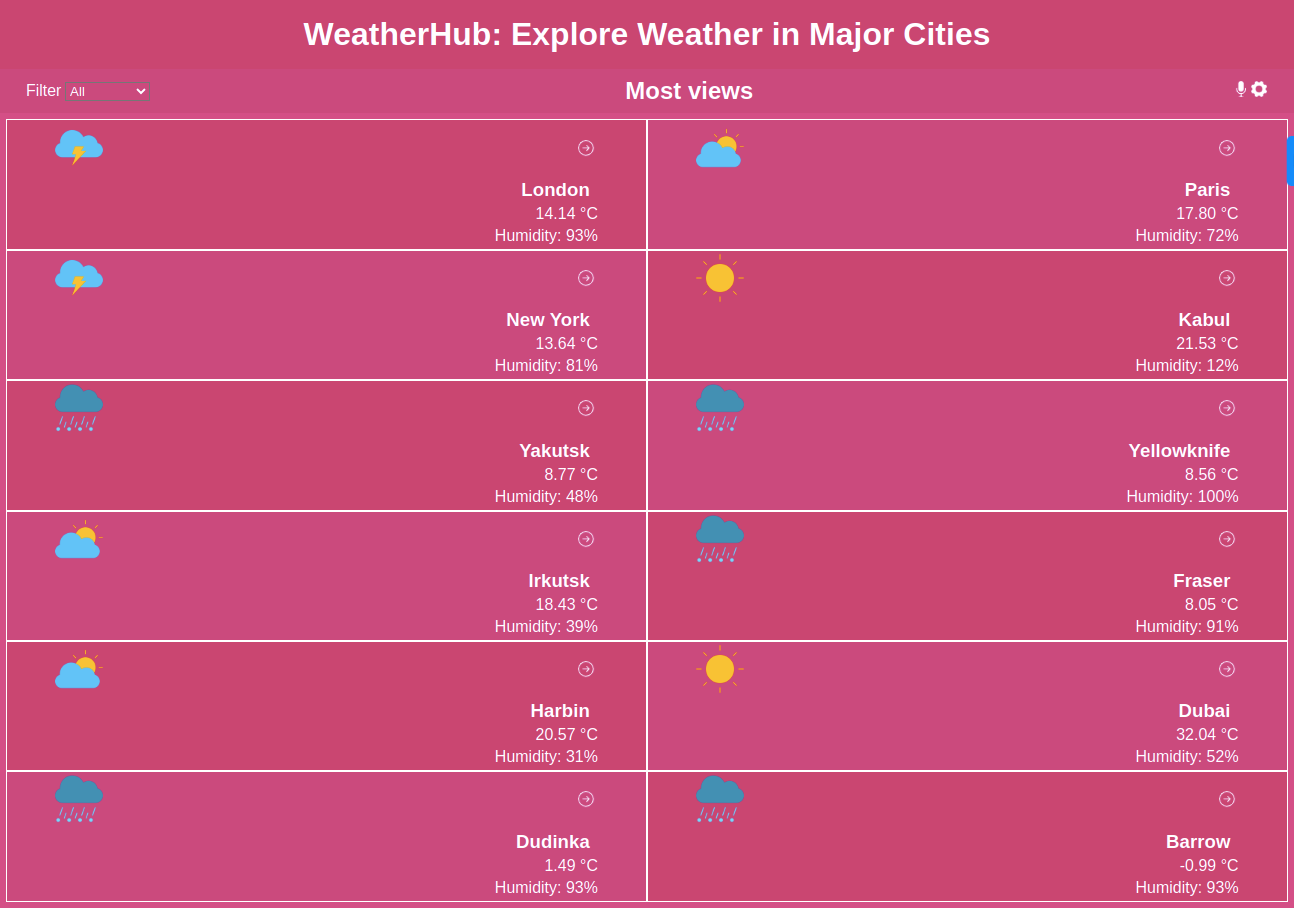 WeatherHub: Explore Weather in Major Cities
Filter All Most views
London
14.14 °C
Humidity: 93%
Paris
17.80 °C
Humidity: 72%
New York
13.64 °C
Humidity: 81%
Kabul
21.53 °C
Humidity: 12%
Yakutsk
8.77 °C
Humidity: 48%
Yellowknife
8.56 °C
Humidity: 100%
Irkutsk
18.43 °C
Humidity: 39%
Fraser
8.05 °C
Humidity: 91%
Harbin
20.57 °C
Humidity: 31%
Dubai
32.04 °C
Humidity: 52%
Dudinka
1.49 °C
Humidity: 93%
Barrow
-0.99 °C
Humidity: 93%